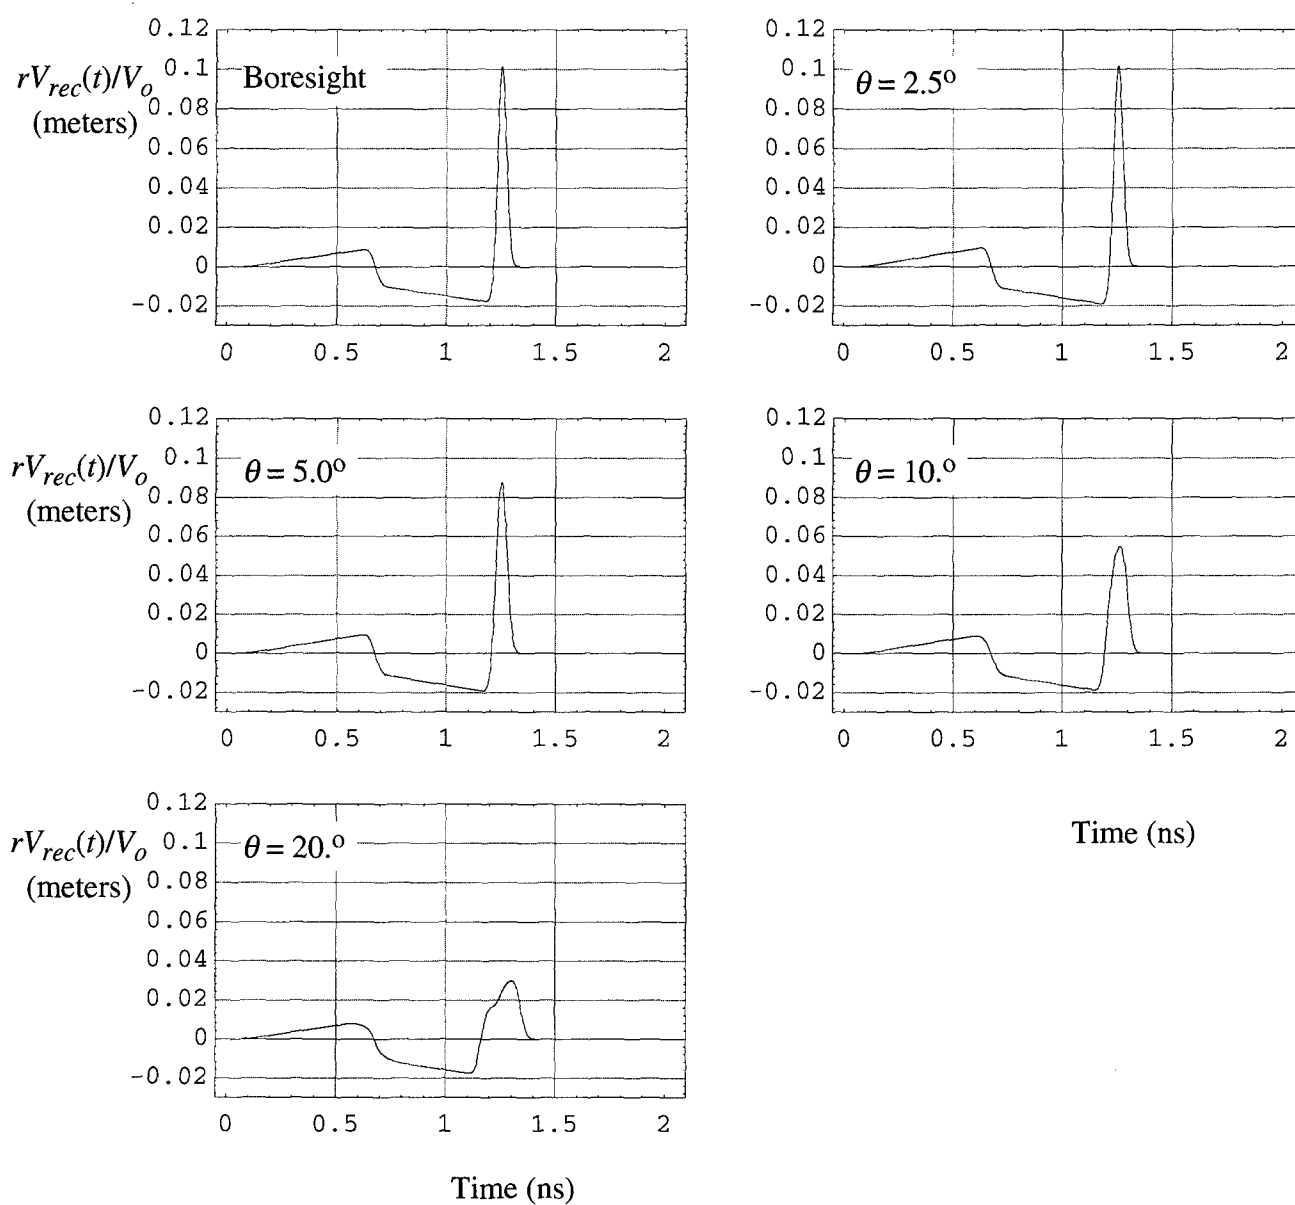 0.12
rV_rec(t)/V_o 0.1 Boresight
(meters) 0.08
0.06
0.04
0.02
0
-0.02
0 0.5 1 1.5 2
0.12
0.1 θ = 2.5º
0.08
0.06
0.04
0.02
0
-0.02
0 0.5 1 1.5 2
0.12
rV_rec(t)/V_o 0.1 θ = 5.0º
(meters) 0.08
0.06
0.04
0.02
0
-0.02
0 0.5 1 1.5 2
0.12
0.1 θ = 10.º
0.08
0.06
0.04
0.02
0
-0.02
0 0.5 1 1.5 2
Time (ns)
0.12
rV_rec(t)/V_o 0.1 θ = 20.º
(meters) 0.08
0.06
0.04
0.02
0
-0.02
0 0.5 1 1.5 2
Time (ns)